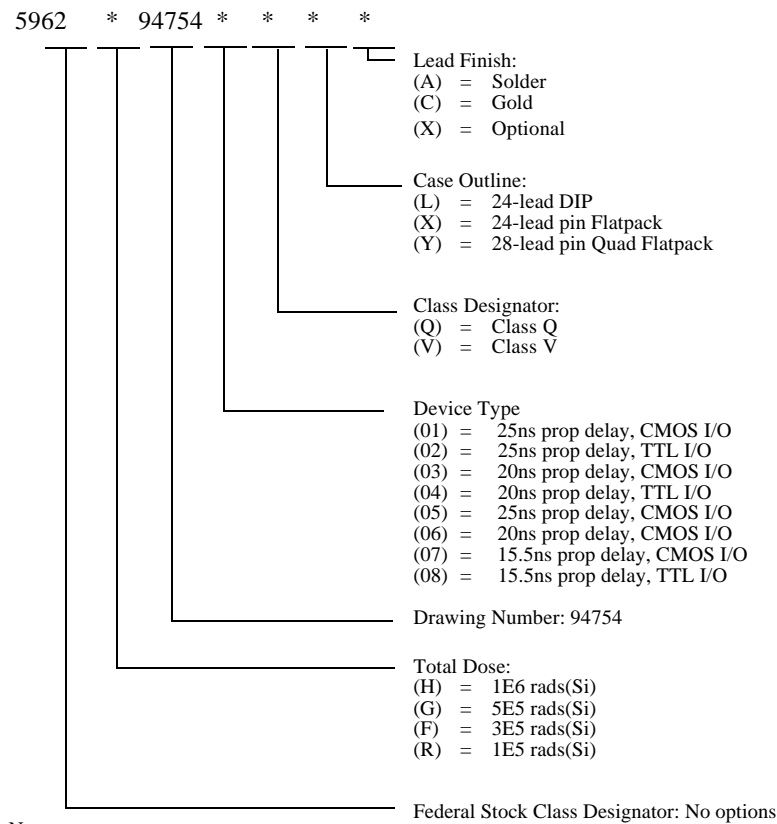 5962 * 94754 * * * *
Lead Finish:
(A) = Solder
(C) = Gold
(X) = Optional
Case Outline:
(L) = 24-lead DIP
(X) = 24-lead pin Flatpack
(Y) = 28-lead pin Quad Flatpack
Class Designator:
(Q) = Class Q
(V) = Class V
Device Type
(01) = 25ns prop delay, CMOS I/O
(02) = 25ns prop delay, TTL I/O
(03) = 20ns prop delay, CMOS I/O
(04) = 20ns prop delay, TTL I/O
(05) = 25ns prop delay, CMOS I/O
(06) = 20ns prop delay, CMOS I/O
(07) = 15.5ns prop delay, CMOS I/O
(08) = 15.5ns prop delay, TTL I/O
Drawing Number: 94754
Total Dose:
(H) = 1E6 rads(Si)
(G) = 5E5 rads(Si)
(F) = 3E5 rads(Si)
(R) = 1E5 rads(Si)
Federal Stock Class Designator: No options